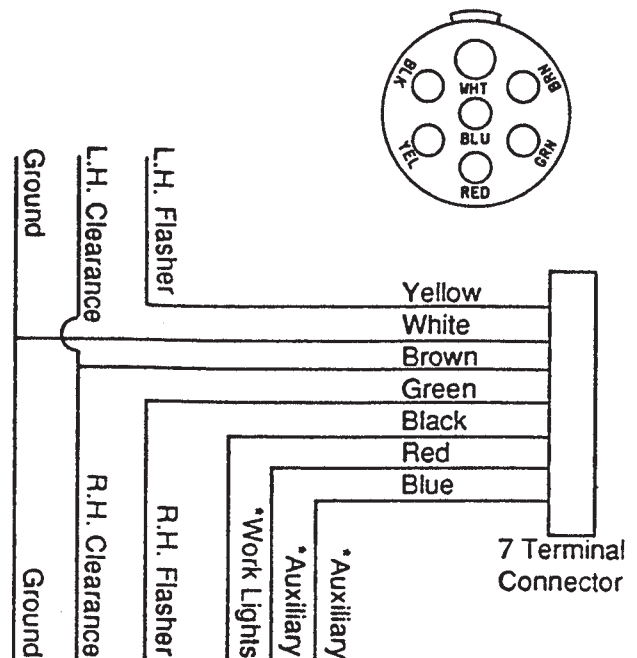 BLK
WHT
BRN
BLU
YEL
GRN
RED
Ground
L.H. Clearance
L.H. Flasher
Yellow
White
Brown
Green
Black
Red
Blue
7 Terminal
Connector
Ground
R.H. Clearance
R.H. Flasher
*Work Lights
*Auxiliary
*Auxiliary